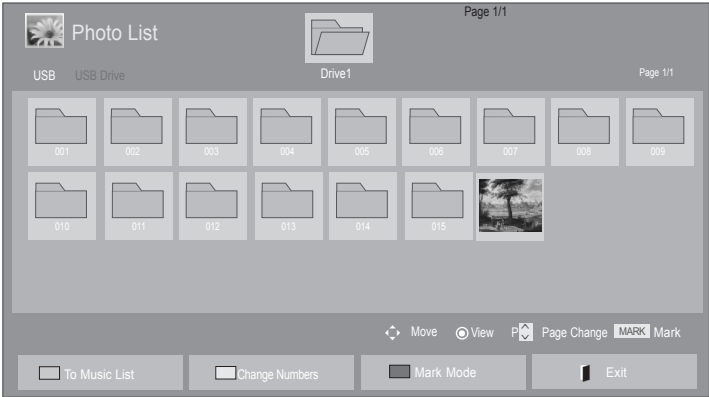 Page 1/1
Photo List
Drive1
USB USB Drive Page 1/1
001 002 003 004 005 006 007 008 009
010 011 012 013 014 015
Move View P Page Change MARK Mark
To Music List Change Numbers Mark Mode Exit